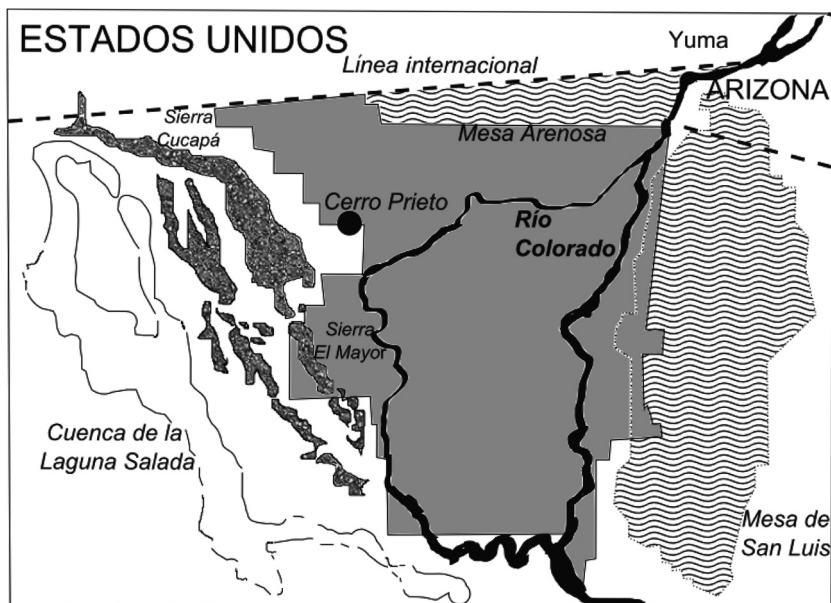 ESTADOS UNIDOS
Yuma
Línea internacional
ARIZONA
Sierra
Cucapá
Mesa Arenosa
Cerro Prieto
Río
Colorado
Sierra
El Mayor
Cuenca de la
Laguna Salada
Mesa de
San Luis